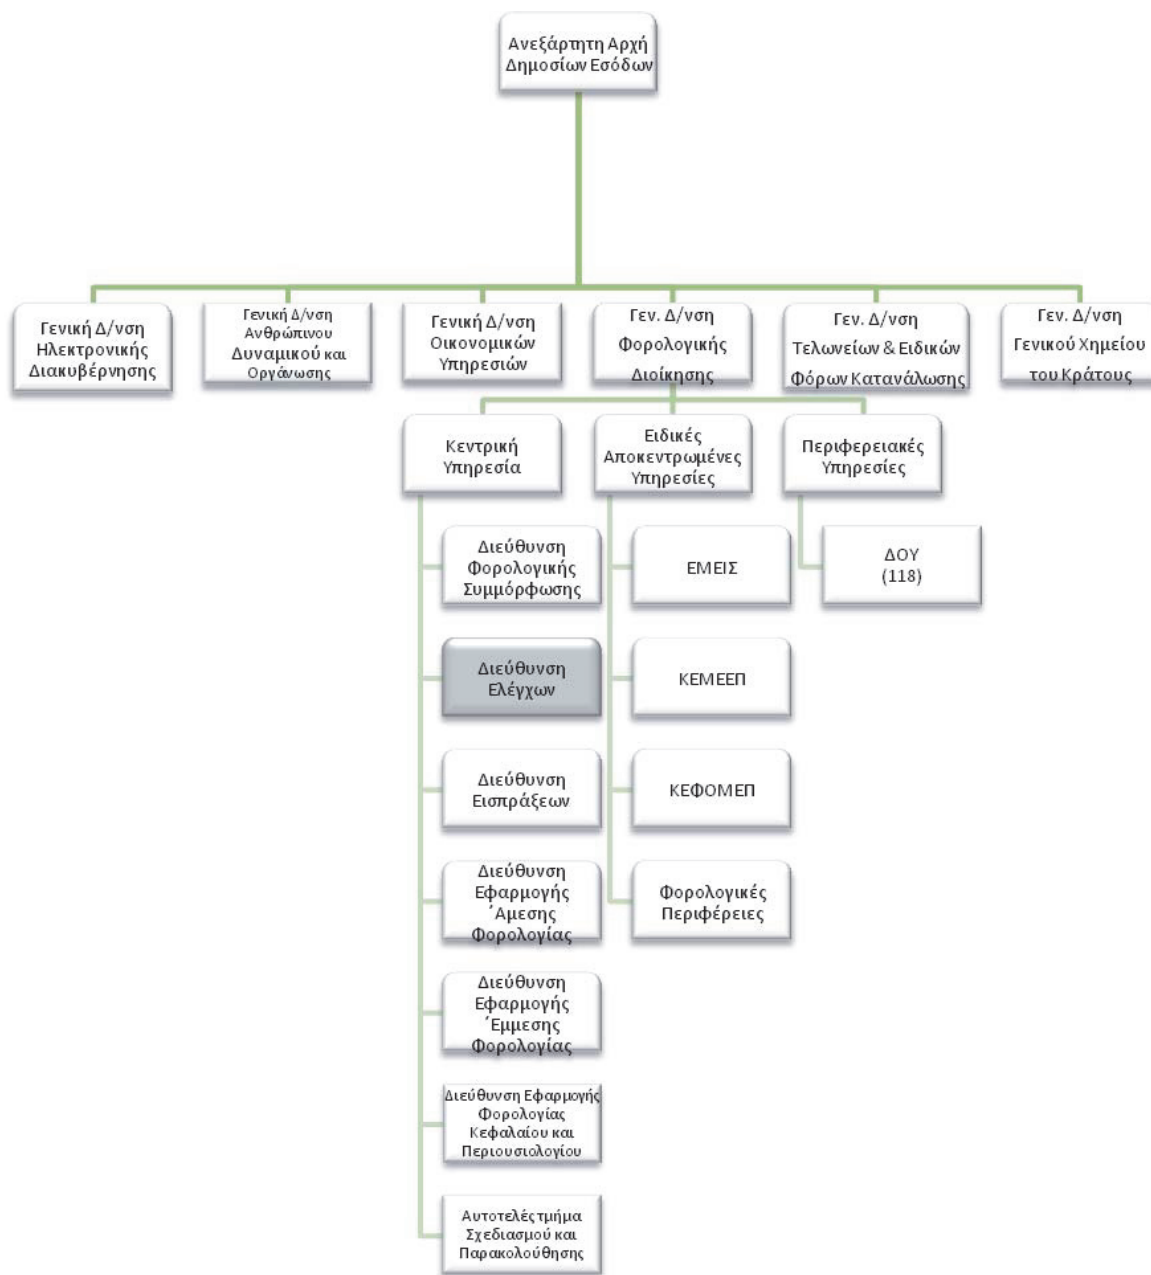 Ανεξάρτητη Αρχή
Δημοσίων Εσόδων
Γενική Δ/νση
Ηλεκτρονικής
Διακυβέρνησης
Γενική Δ/νση
Ανθρώπινου
Δυναμικού και
Οργάνωσης
Γενική Δ/νση
Οικονομικών
Υπηρεσιών
Γεν. Δ/νση
Φορολογικής
Διοίκησης
Γεν. Δ/νση
Τελωνείων & Ειδικών
Φόρων Κατανάλωσης
Γεν. Δ/νση
Γενικού Χημείου
του Κράτους
Κεντρική
Υπηρεσία
Ειδικές
Αποκεντρωμένες
Υπηρεσίες
Περιφερειακές
Υπηρεσίες
Διεύθυνση
Φορολογικής
Συμμόρφωσης
Διεύθυνση
Ελέγχων
Διεύθυνση
Εισπράξεων
Διεύθυνση
Εφαρμογής
΄Αμεσης
Φορολογίας
Διεύθυνση
Εφαρμογής
΄Εμμεσης
Φορολογίας
Διεύθυνση Εφαρμογής
Φορολογίας
Κεφαλαίου και
Περιουσιολογίου
Αυτοτελές τμήμα
Σχεδιασμού και
Παρακολούθησης
ΕΜΕΙΣ
ΚΕΜΕΕΠ
ΚΕΦΟΜΕΠ
Φορολογικές
Περιφέρειες
ΔΟΥ
(118)